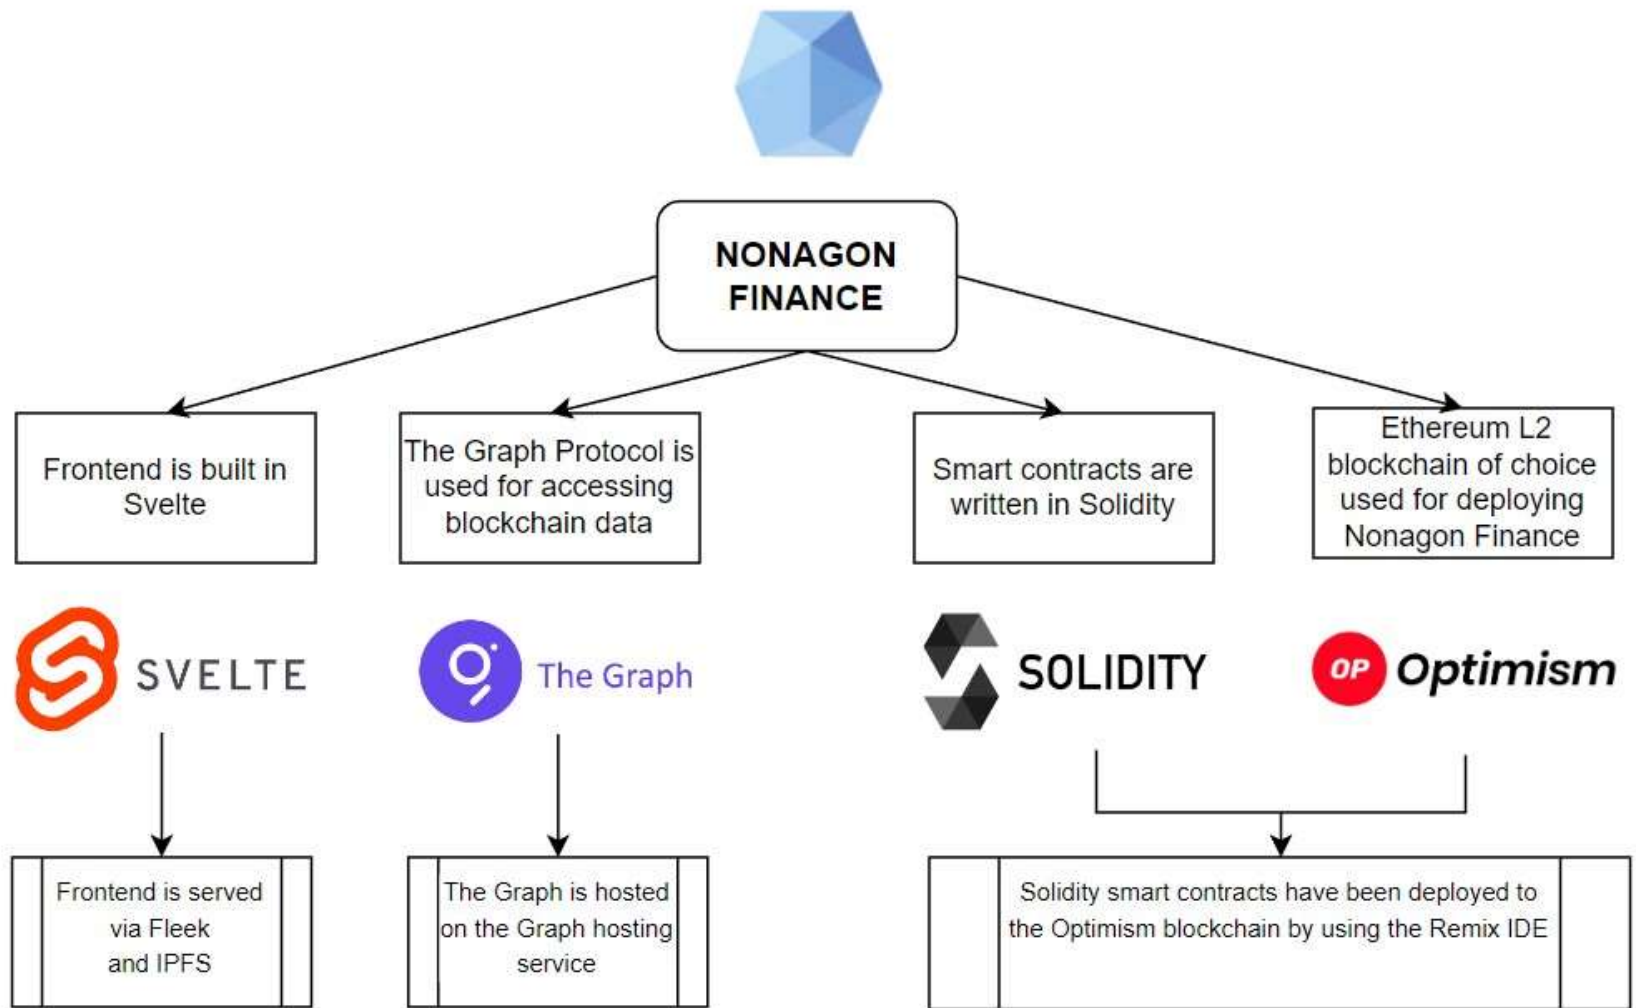 NONAGON
FINANCE
Frontend is built in
Svelte
The Graph Protocol is
used for accessing
blockchain data
Smart contracts are
written in Solidity
Ethereum L2
blockchain of choice
used for deploying
Nonagon Finance
SVELTE
The Graph
SOLIDITY
OP Optimism
Frontend is served
via Fleek
and IPFS
The Graph is hosted
on the Graph hosting
service
Solidity smart contracts have been deployed to
the Optimism blockchain by using the Remix IDE